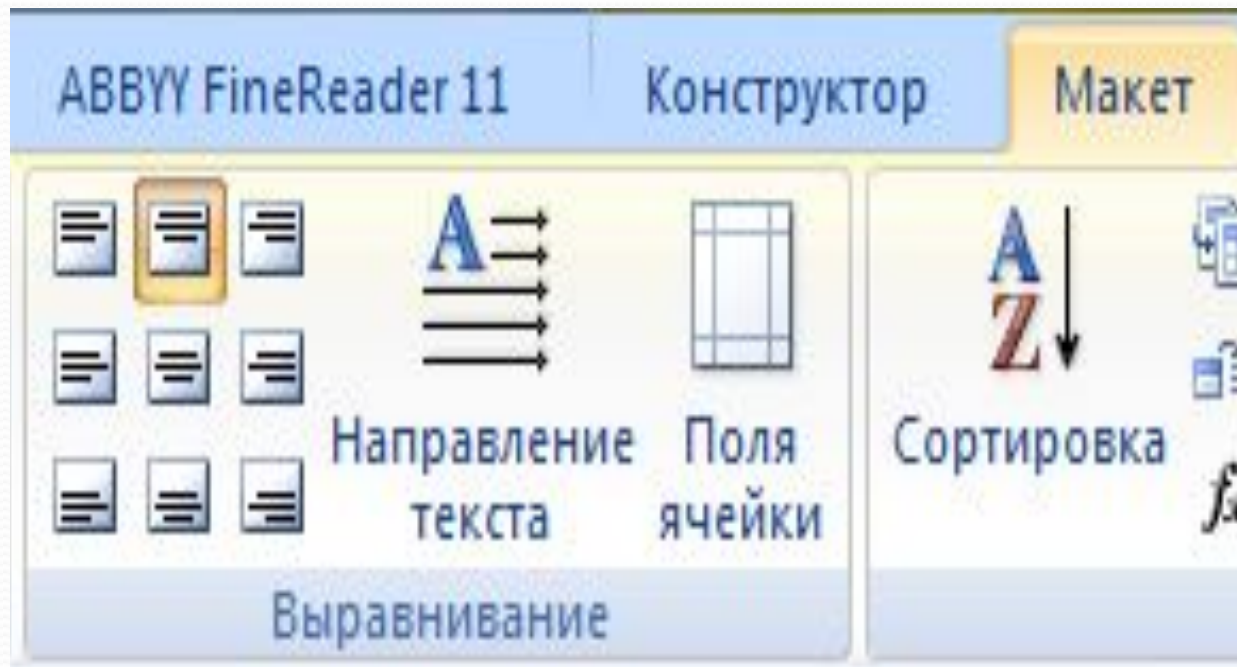 ABBYY FineReader 11 Конструктор Макет
Направление текста
Поля ячейки
A
Z
Сортировка
Выравнивание